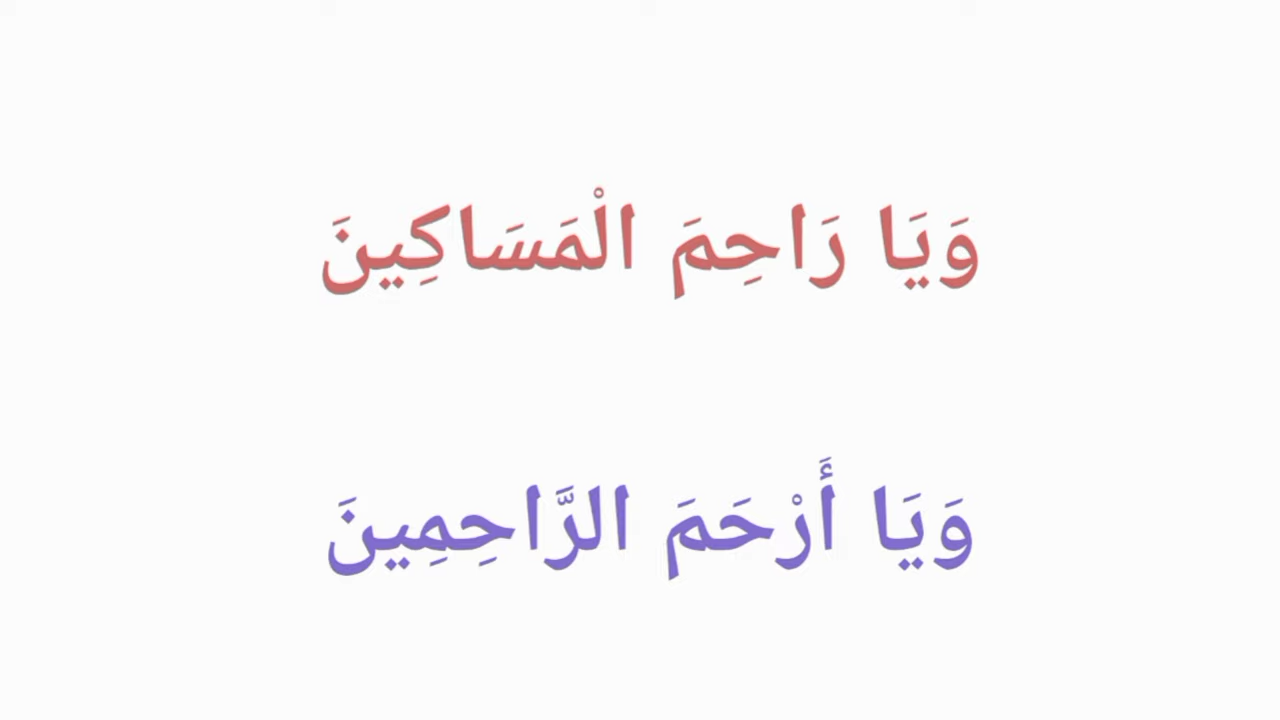 وَيَا رَاحِمَ الْمَسَاكِينَ
وَيَا أَرْحَمَ الرَّاحِمِينَ